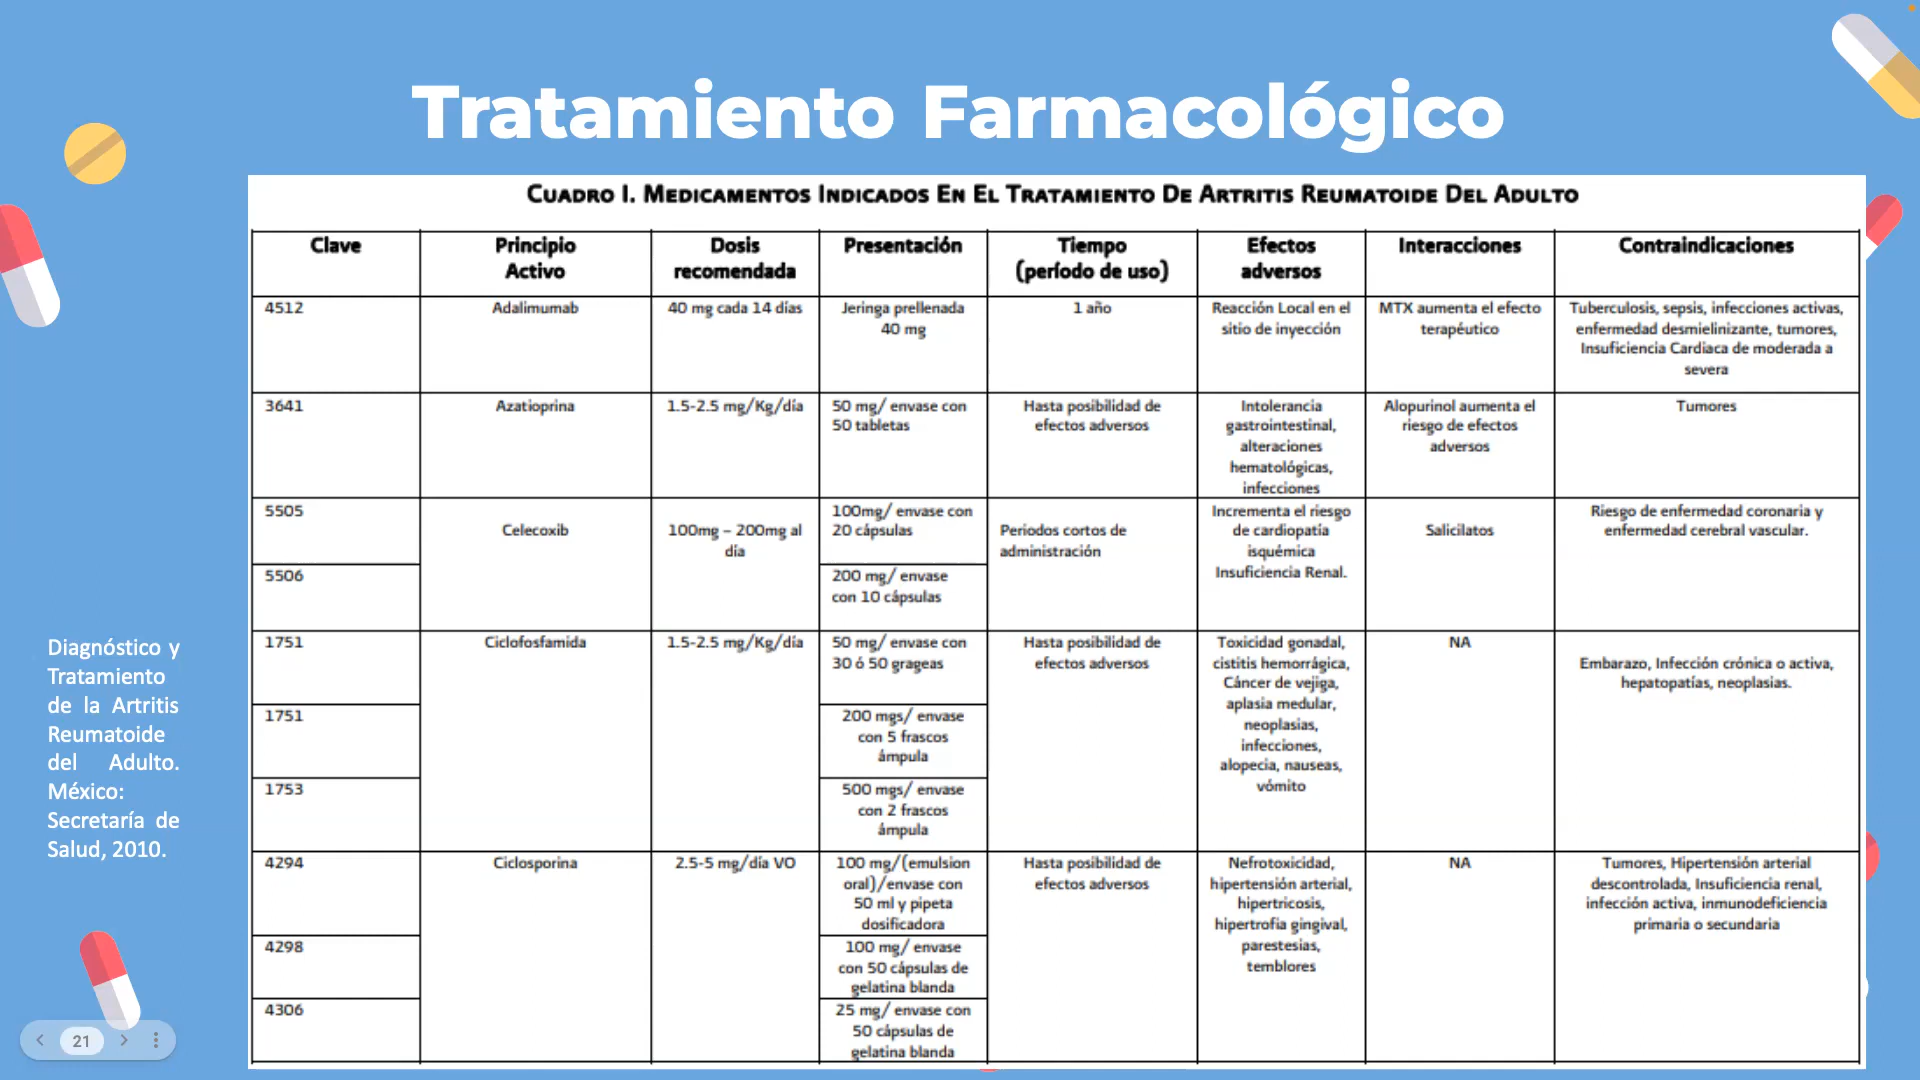 Tratamiento Farmacológico
CUADRO I. MEDICAMENTOS INDICADOS EN EL TRATAMIENTO DE ARTRITIS REUMATOIDE DEL ADULTO
Clave
Principio
Activo
Dosis
recomendada
Presentación
Tiempo
(período de uso)
Efectos
adversos
Interacciones
Contraindicaciones
4512
Adalimumab
40 mg cada 14 días
Jeringa prellenada
40 mg
1 año
Reacción Local en el
sitio de inyección
MTX aumenta el efecto
terapéutico
Tuberculosis, sepsis, infecciones activas,
enfermedad desmielinizante, tumores,
Insuficiencia Cardiaca de moderada a
severa
3641
Azatioprina
1.5-2.5 mg/Kg/día
50 mg/ envase con
50 tabletas
Hasta posibilidad de
efectos adversos
Intolerancia
gastrointestinal,
alteraciones
hematológicas,
infecciones
Alopurinol aumenta el
riesgo de efectos
adversos
Tumores
5505
Celecoxib
100mg – 200mg al
día
100mg/ envase con
20 cápsulas
Periodos cortos de
administración
Incrementa el riesgo
de cardiopatía
isquémica
Insuficiencia Renal.
Salicilatos
Riesgo de enfermedad coronaria y
enfermedad cerebral vascular.
5506
200 mg/ envase
con 10 cápsulas
1751
Ciclofosfamida
1.5-2.5 mg/Kg/día
50 mg/ envase con
30 ó 50 grageas
Hasta posibilidad de
efectos adversos
Toxicidad gonadal,
cistitis hemorrágica,
Cáncer de vejiga,
aplasia medular,
neoplasias,
infecciones,
alopecia, nauseas,
vómito
NA
Embarazo, Infección crónica o activa,
hepatopatías, neoplasias.
1751
200 mgs/ envase
con 5 frascos
ámpula
1753
500 mgs/ envase
con 2 frascos
ámpula
4294
Ciclosporina
2.5-5 mg/día VO
100 mg/(emulsion
oral)/envase con
50 ml y pipeta
dosificadora
Hasta posibilidad de
efectos adversos
Nefrotoxicidad,
hipertensión arterial,
hipertricosis,
hipertrofia gingival,
parestesias,
temblores
NA
Tumores, Hipertensión arterial
descontrolada, Insuficiencia renal,
infección activa, inmunodeficiencia
primaria o secundaria
4298
100 mg/ envase
con 50 cápsulas de
gelatina blanda
4306
25 mg/ envase con
50 cápsulas de
gelatina blanda
Diagnóstico y
Tratamiento
de la Artritis
Reumatoide
del Adulto.
México:
Secretaría de
Salud, 2010.
21